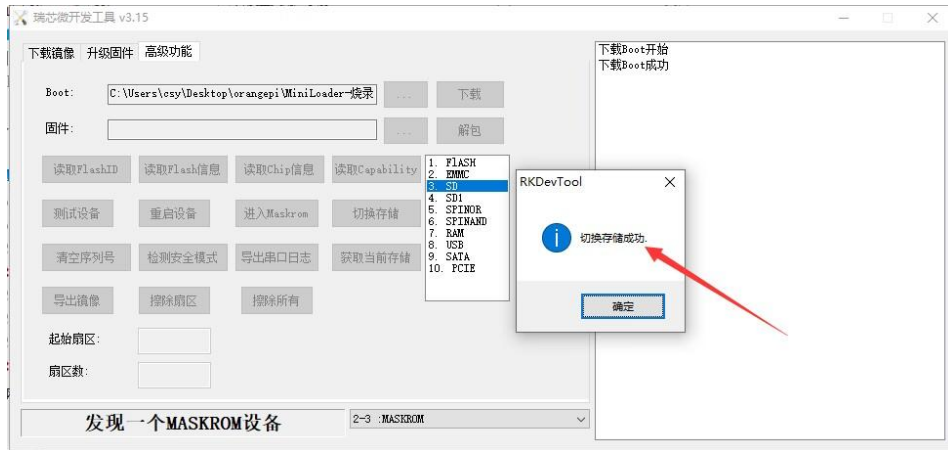 瑞芯微开发工具 v3.15
下载镜像 升级固件 高级功能
Boot: C:\Users\csy\Desktop\orangepi\MiniLoader-烧录 ... 下载
固件: ... 解包
读取FlashID 读取Flash信息 读取Chip信息 读取Capability
测试设备 重启设备 进入Maskrom 切换存储
清空序列号 检测安全模式 导出串口日志 获取当前存储
导出镜像 擦除扇区 擦除所有
1. FlASH
2. EMMC
3. SD
4. SD1
5. SPINOR
6. SPINAND
7. RAM
8. USB
9. SATA
10. PCIE
起始扇区:
扇区数:
发现一个MASKROM设备
2-3 :MASKROM
下载Boot开始
下载Boot成功
RKDevTool
切换存储成功.
确定